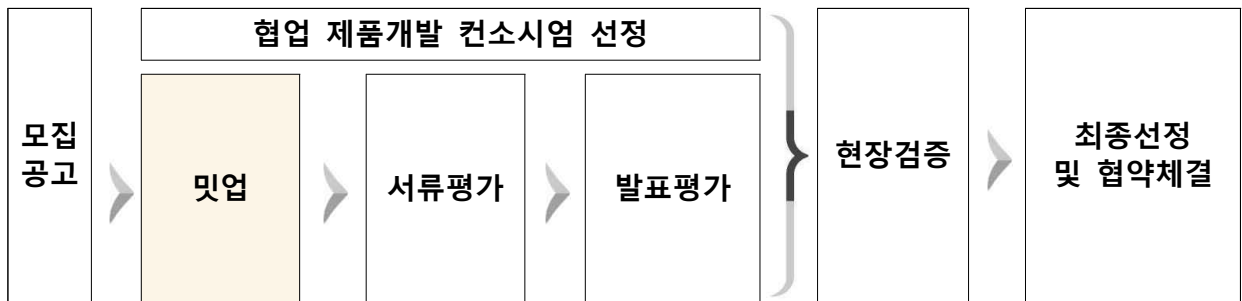 협업 제품개발 컨소시엄 선정
모집
공고
밋업
서류평가
발표평가
현장검증
최종선정
및 협약체결